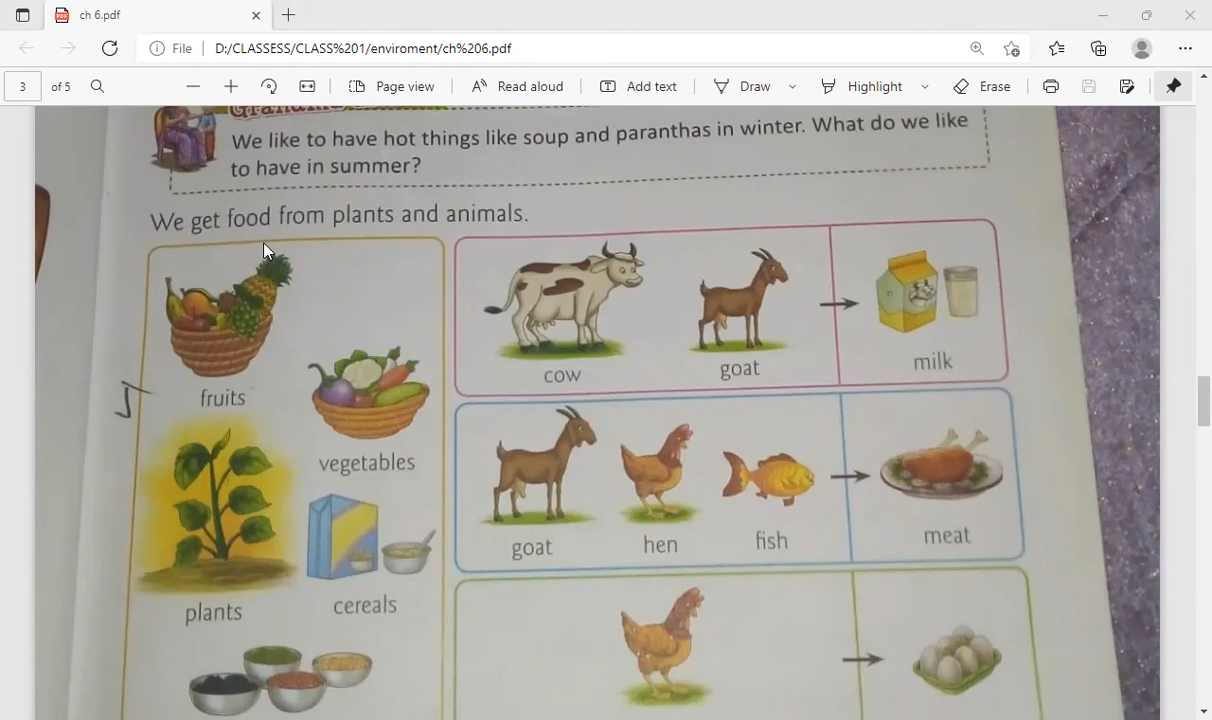 ch 6.pdf
File
D:/CLASSESS/CLASS%201/enviroment/ch%206.pdf
3
of 5
Page view
Read aloud
Add text
Draw
Highlight
Erase
We like to have hot things like soup and paranthas in winter. What do we like
to have in summer?
We get food from plants and animals.
fruits
vegetables
plants
cereals
cow
goat
milk
goat
hen
fish
meat